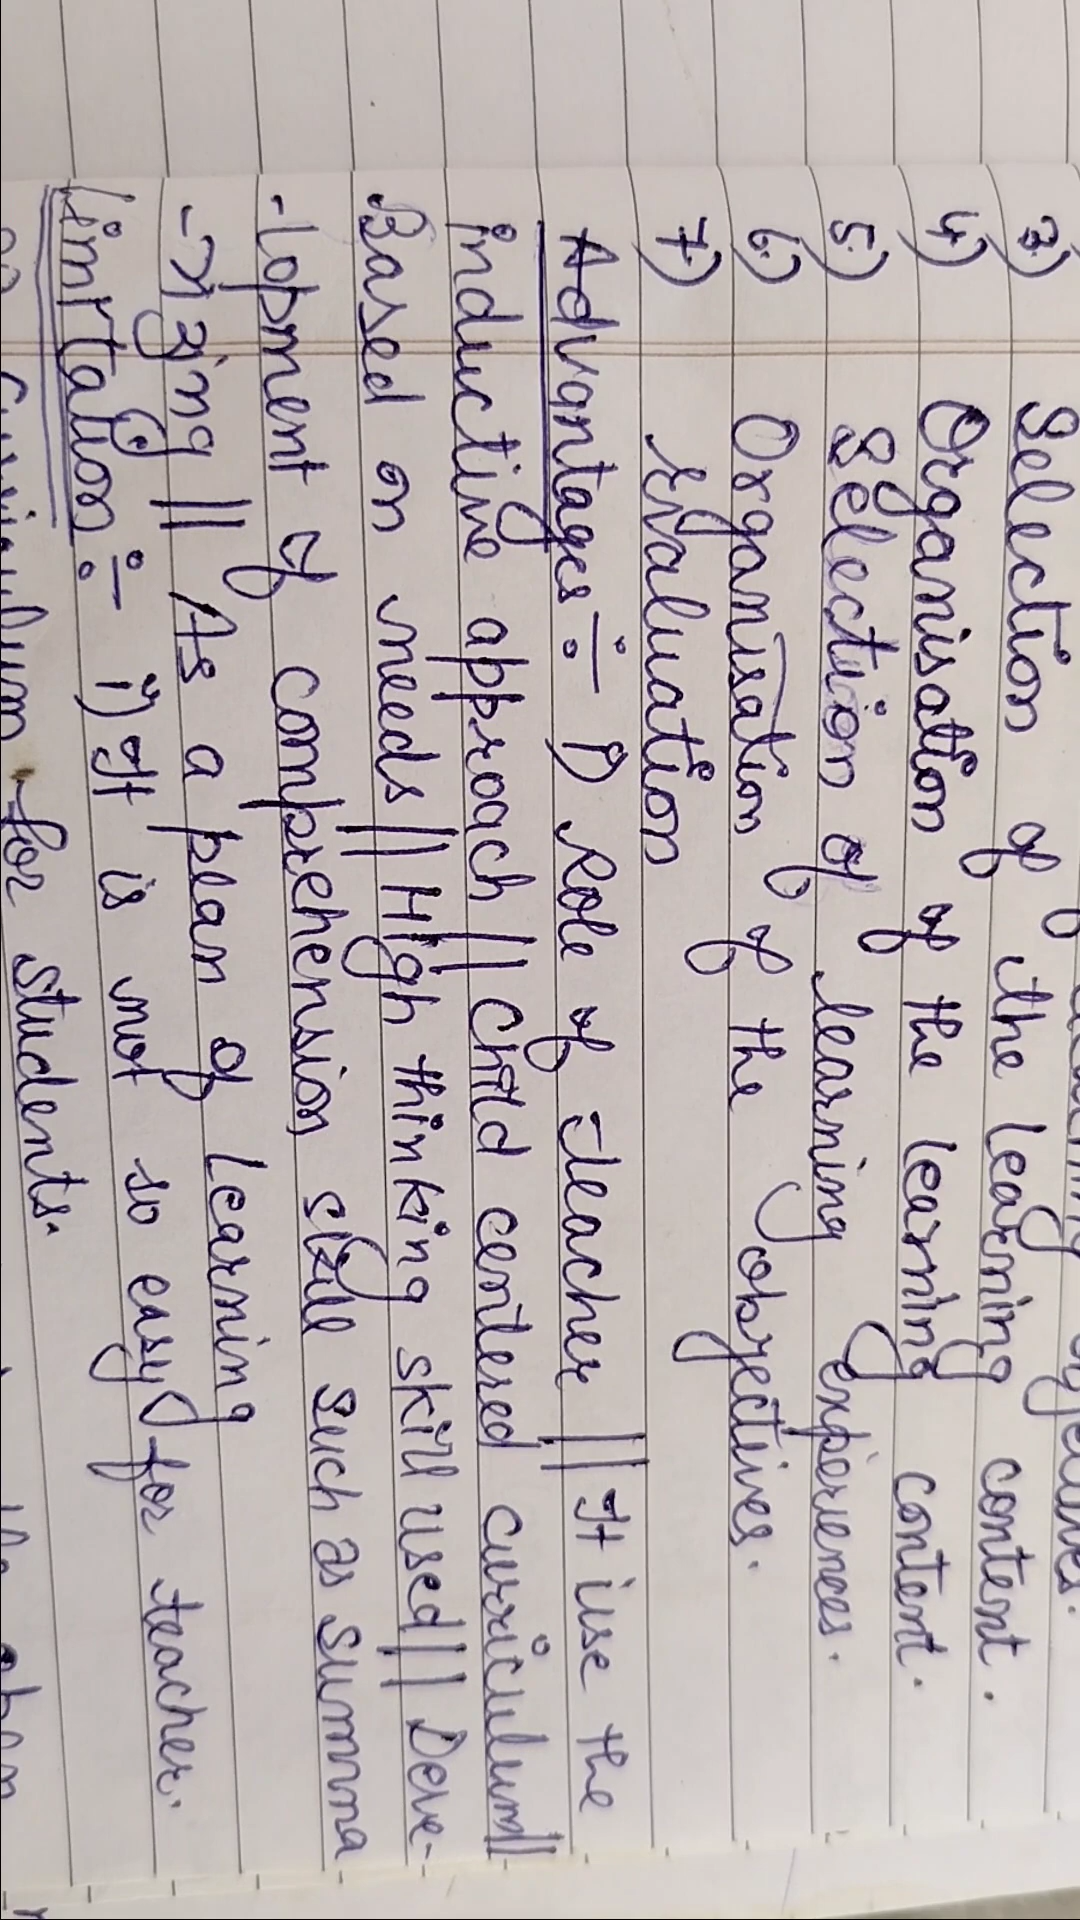 3.) Selection of the learning content.
4.) Organisation of the learning content.
5.) Selection of learning experiences.
6.) Organisation of the objectives.
7.) Evaluation
Advantages :- 1) Role of Teacher || It use the
inductive approach || Child centered curriculum ||
Based on needs || High thinking skill used || Deve-
-lopment of comprehension skill such as summa
-rizing || As a plan of learning
Limitation :- i) It is not so easy for teacher.
Curriculum for students.